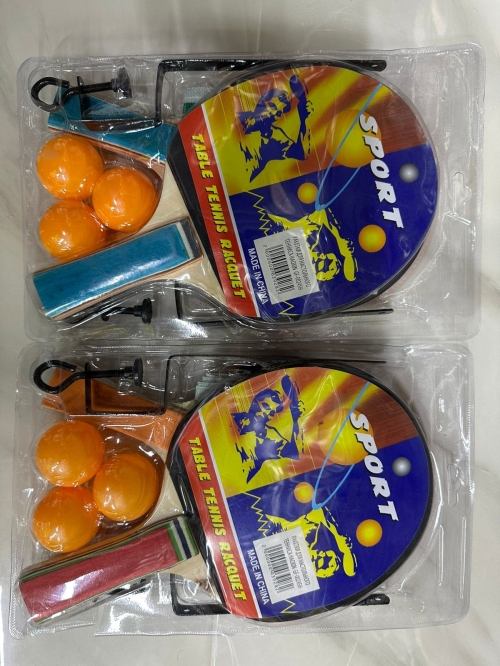 SPORT
TABLE TENNIS RACQUET
MADE IN CHINA
SPORT
TABLE TENNIS RACQUET
MADE IN CHINA